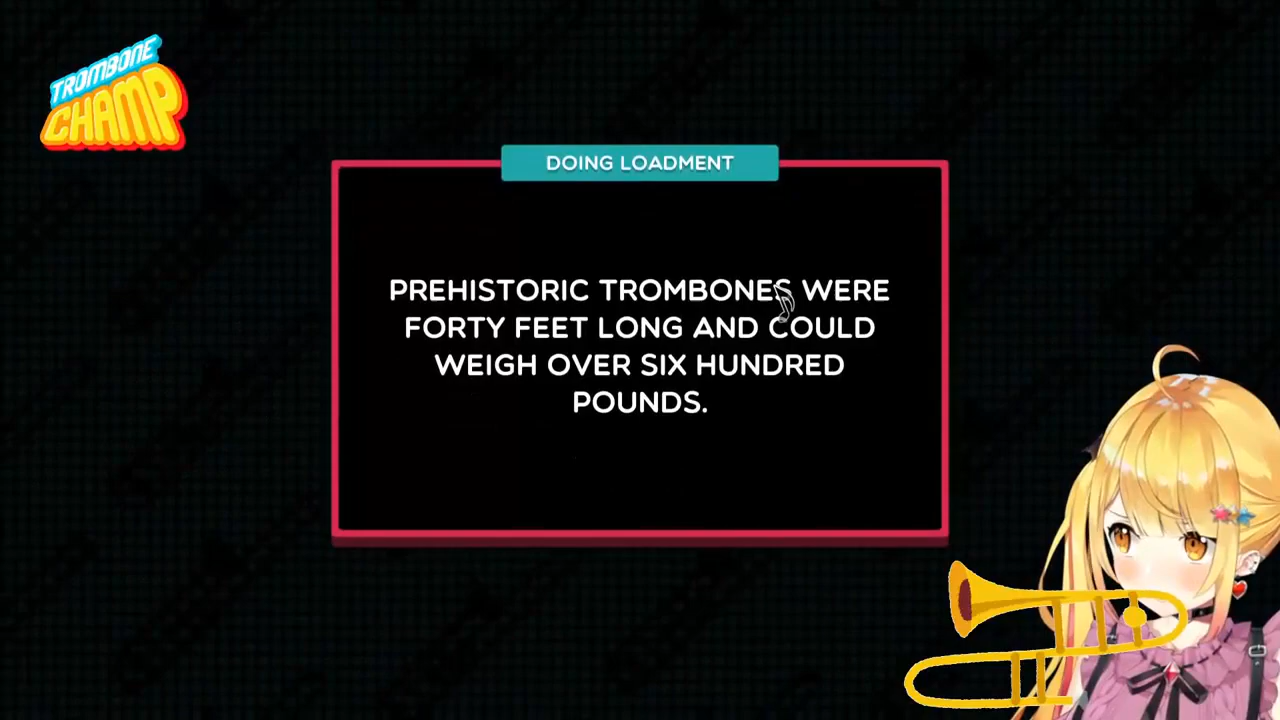 TROMBONE
CHAMP
DOING LOADMENT
PREHISTORIC TROMBONES WERE
FORTY FEET LONG AND COULD
WEIGH OVER SIX HUNDRED
POUNDS.